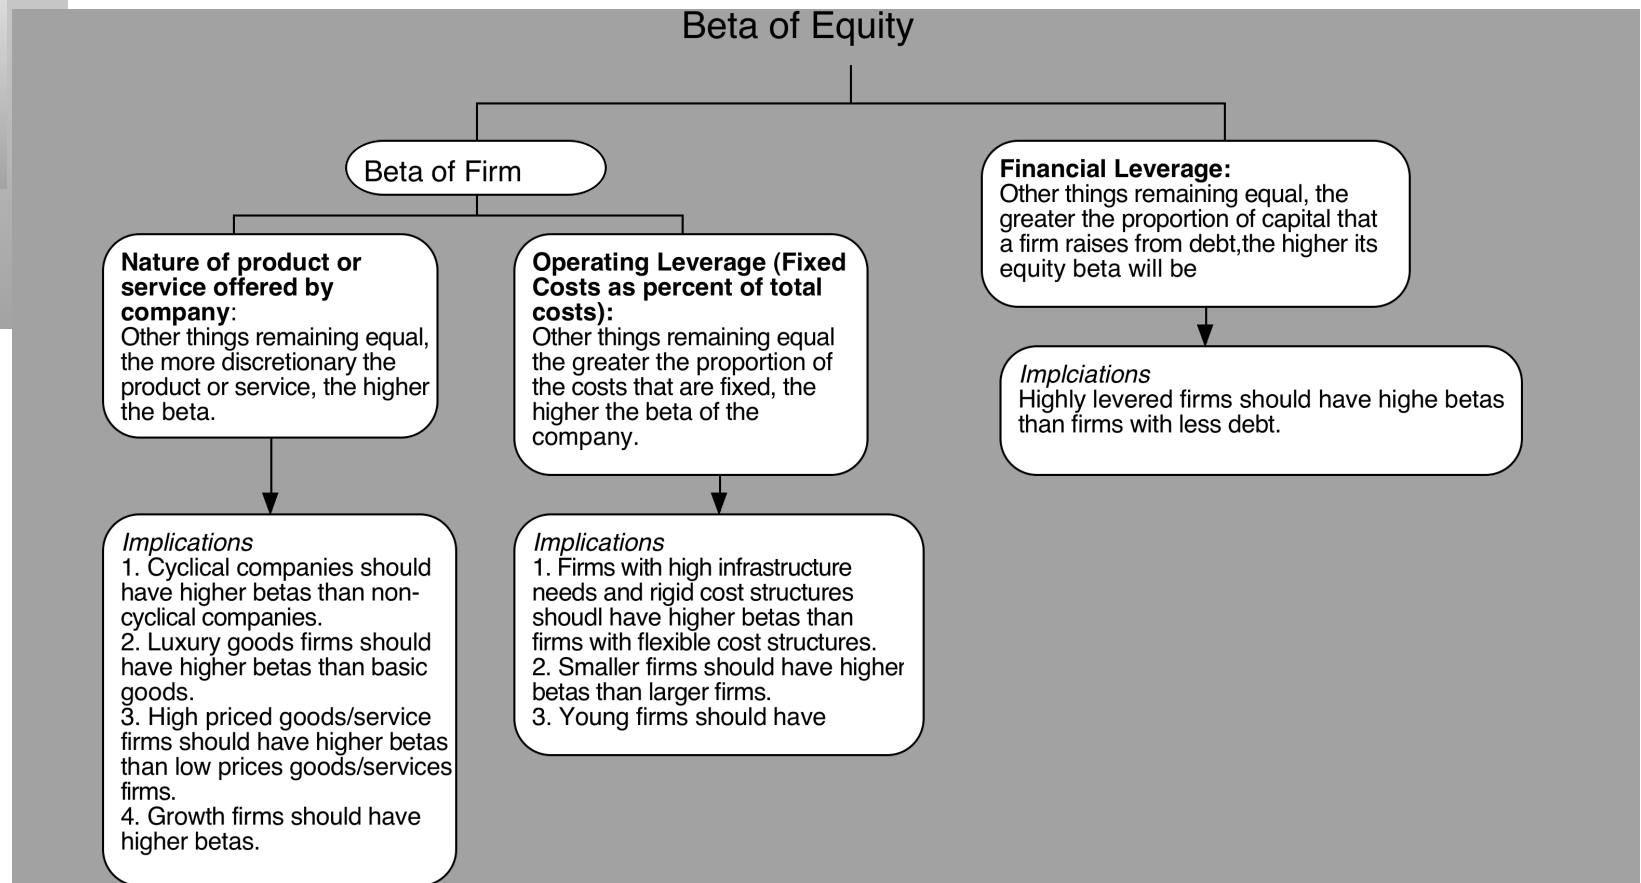 Beta of Equity
Beta of Firm
Nature of product or
service offered by
company:
Other things remaining equal,
the more discretionary the
product or service, the higher
the beta.
Operating Leverage (Fixed
Costs as percent of total
costs):
Other things remaining equal
the greater the proportion of
the costs that are fixed, the
higher the beta of the
company.
Financial Leverage:
Other things remaining equal, the
greater the proportion of capital that
a firm raises from debt,the higher its
equity beta will be
Implications
1. Cyclical companies should
have higher betas than non-
cyclical companies.
2. Luxury goods firms should
have higher betas than basic
goods.
3. High priced goods/service
firms should have higher betas
than low prices goods/services
firms.
4. Growth firms should have
higher betas.
Implications
1. Firms with high infrastructure
needs and rigid cost structures
shoudl have higher betas than
firms with flexible cost structures.
2. Smaller firms should have higher
betas than larger firms.
3. Young firms should have
Implciations
Highly levered firms should have highe betas
than firms with less debt.